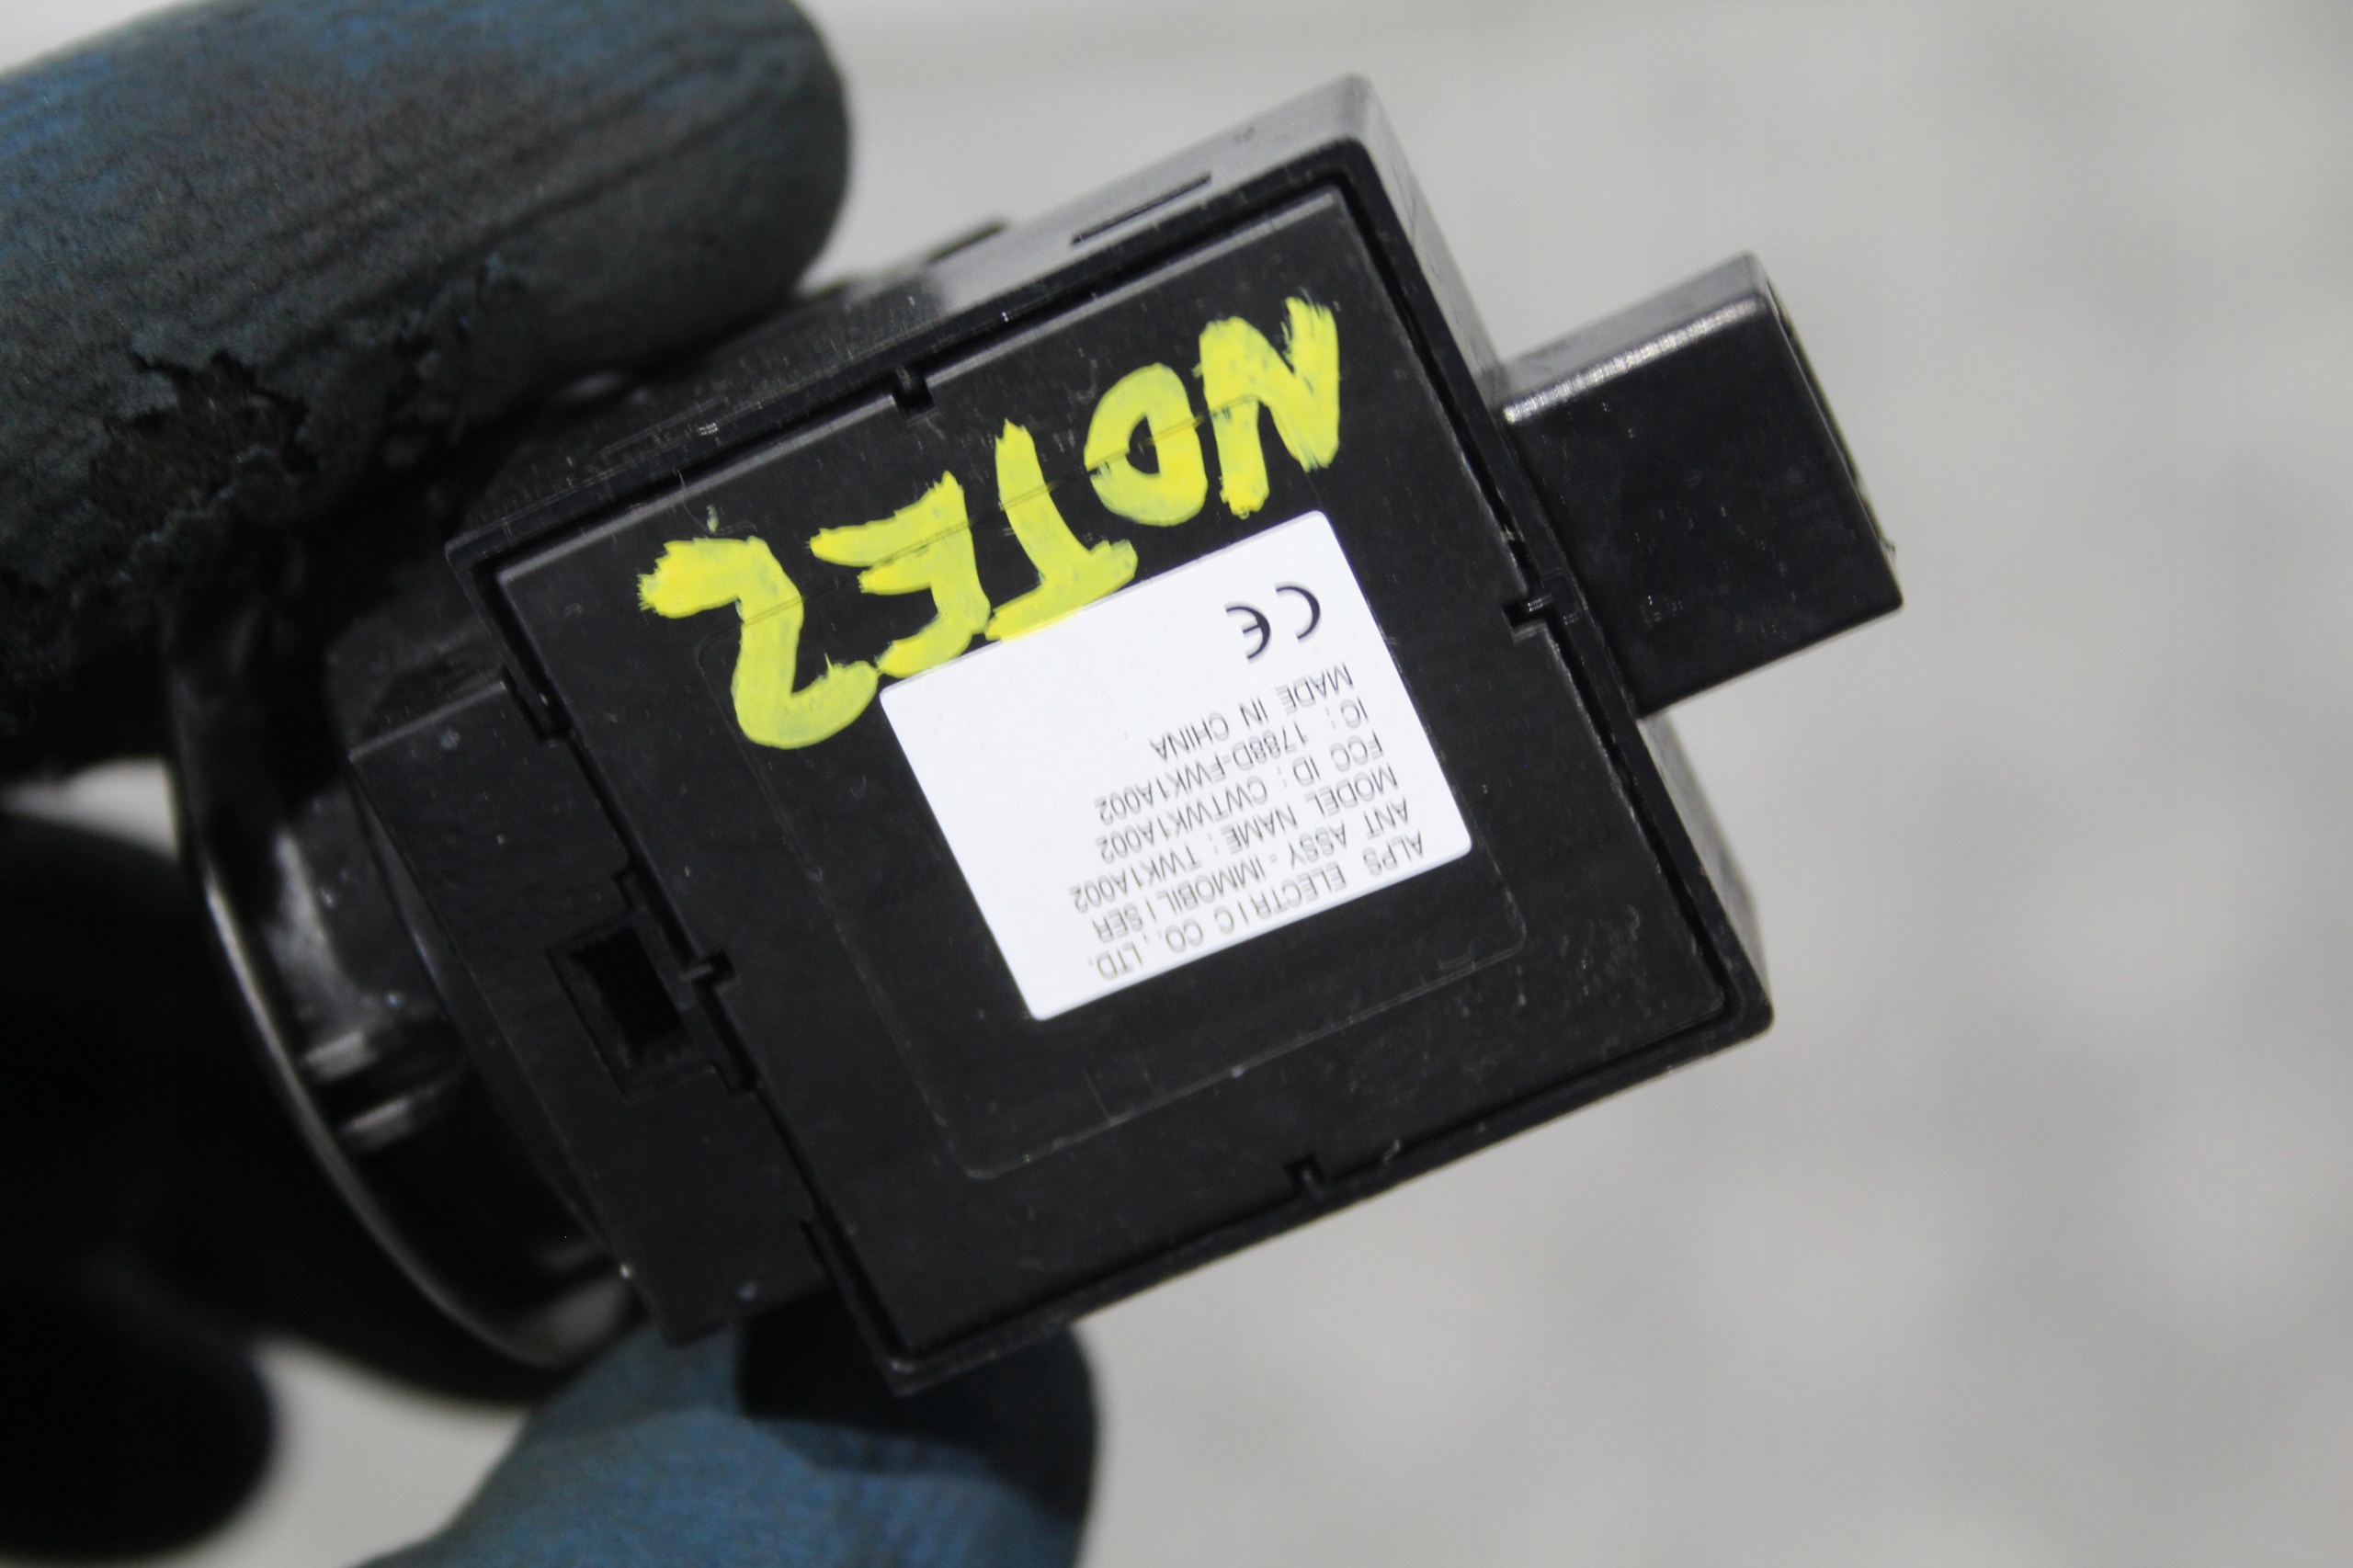 ALPS ELECTRIC CO., LTD.
ANT ASSY-IMMOBILISER
MODEL NAME : TWK1A002
FCC ID : CWTWK1A002
IC : 1788D-FWK1A002
MADE IN CHINA
CE
NOTE2